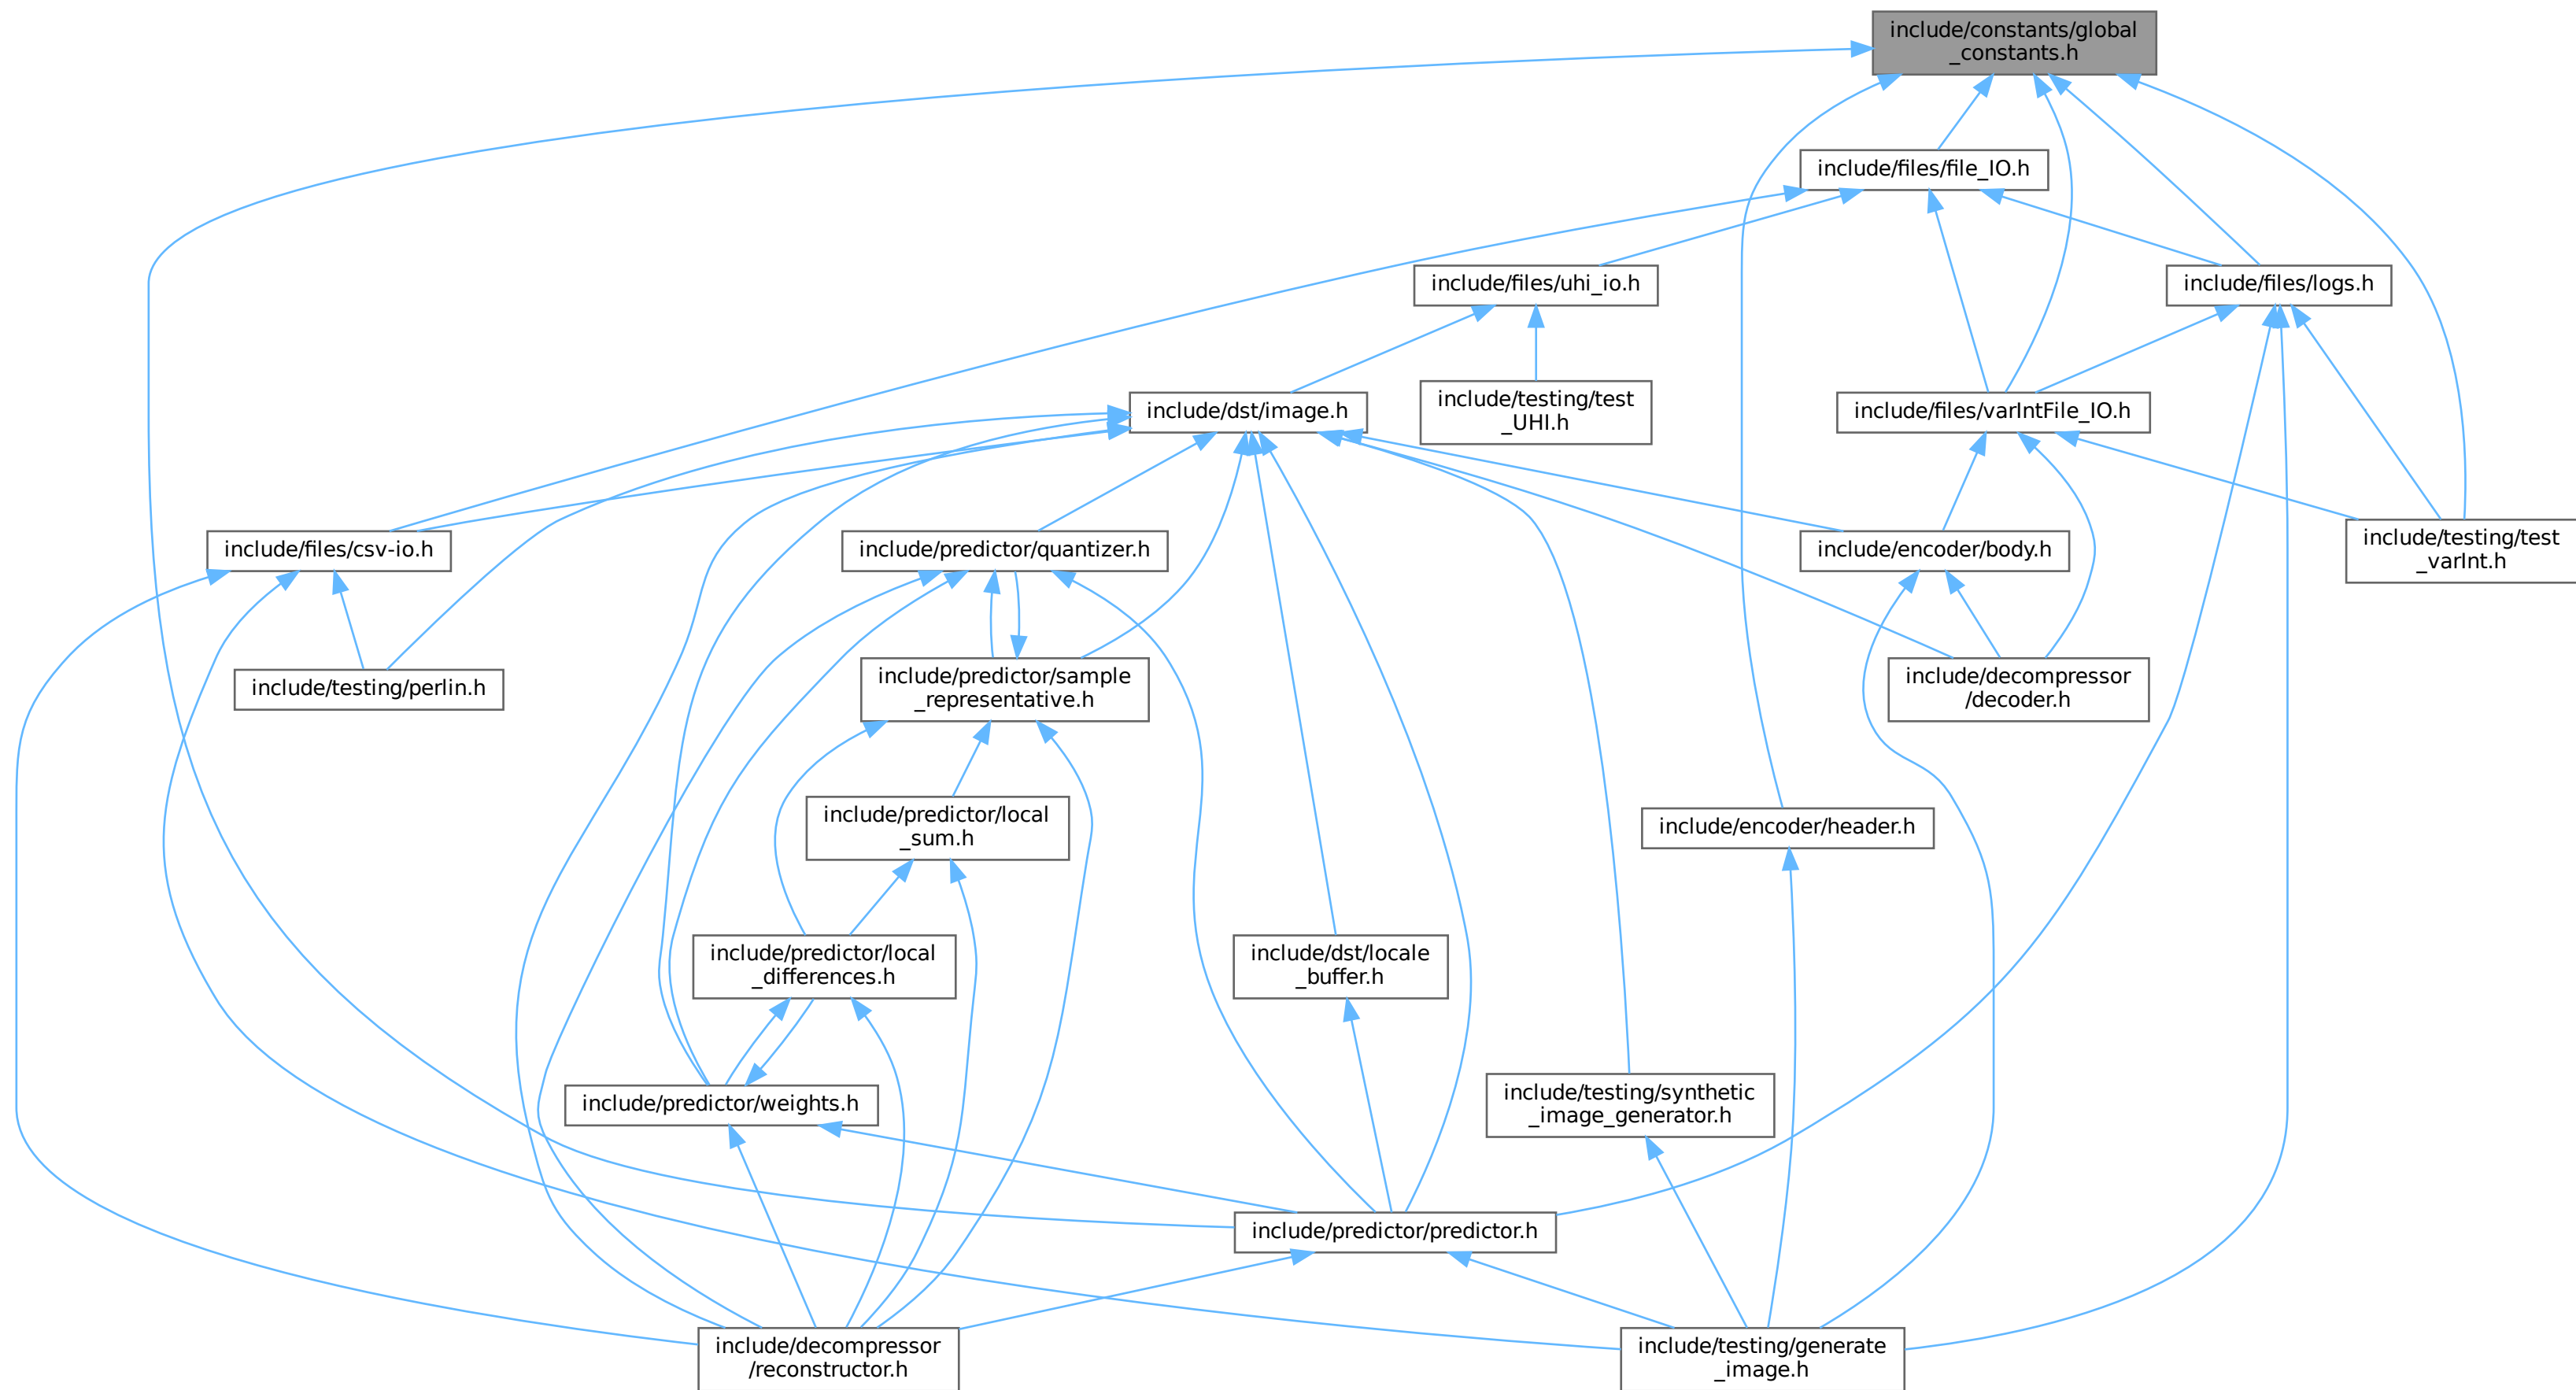 include/constants/global
_constants.h
include/files/file_IO.h
include/files/uhi_io.h
include/files/logs.h
include/dst/image.h
include/testing/test
_UHI.h
include/files/varIntFile_IO.h
include/files/csv-io.h
include/predictor/quantizer.h
include/encoder/body.h
include/testing/test
_varInt.h
include/testing/perlin.h
include/predictor/sample
_representative.h
include/decompressor
/decoder.h
include/predictor/local
_sum.h
include/encoder/header.h
include/predictor/local
_differences.h
include/dst/locale
_buffer.h
include/predictor/weights.h
include/testing/synthetic
_image_generator.h
include/predictor/predictor.h
include/decompressor
/reconstructor.h
include/testing/generate
_image.h